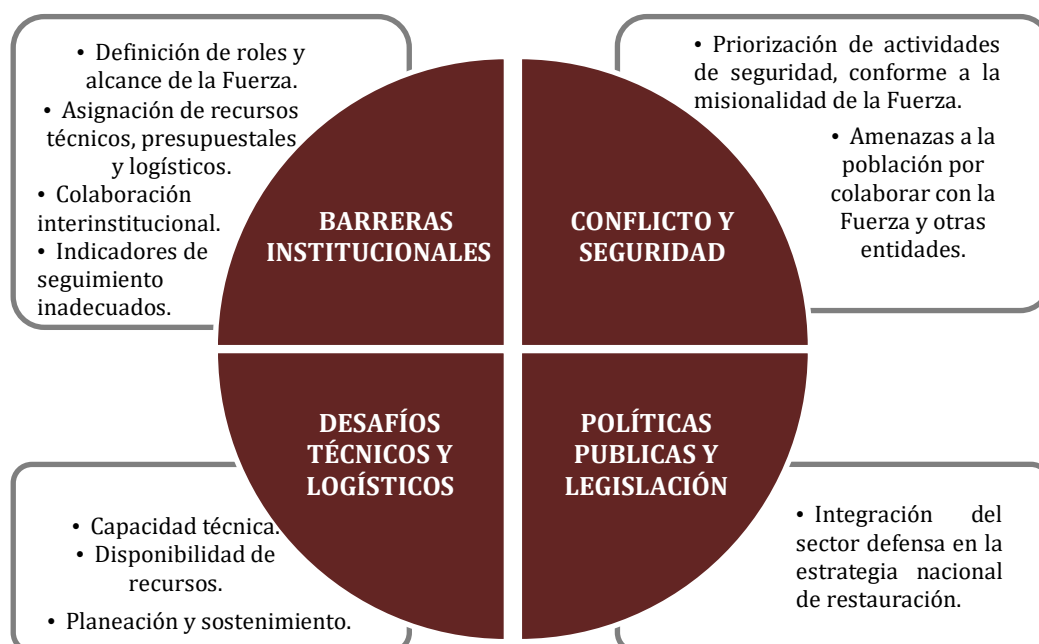 • Definición de roles y
alcance de la Fuerza.
• Asignación de recursos
técnicos, presupuestales
y logísticos.
• Colaboración
interinstitucional.
• Indicadores de
seguimiento
inadecuados.
BARRERAS
INSTITUCIONALES
• Priorización de actividades
de seguridad, conforme a la
misionalidad de la Fuerza.
• Amenazas a la
población por
colaborar con la
Fuerza y otras
entidades.
CONFLICTO Y
SEGURIDAD
DESAFÍOS
TÉCNICOS Y
LOGÍSTICOS
• Capacidad técnica.
• Disponibilidad de
recursos.
• Planeación y sostenimiento.
POLÍTICAS
PUBLICAS Y
LEGISLACIÓN
• Integración del
sector defensa en la
estrategia nacional
de restauración.